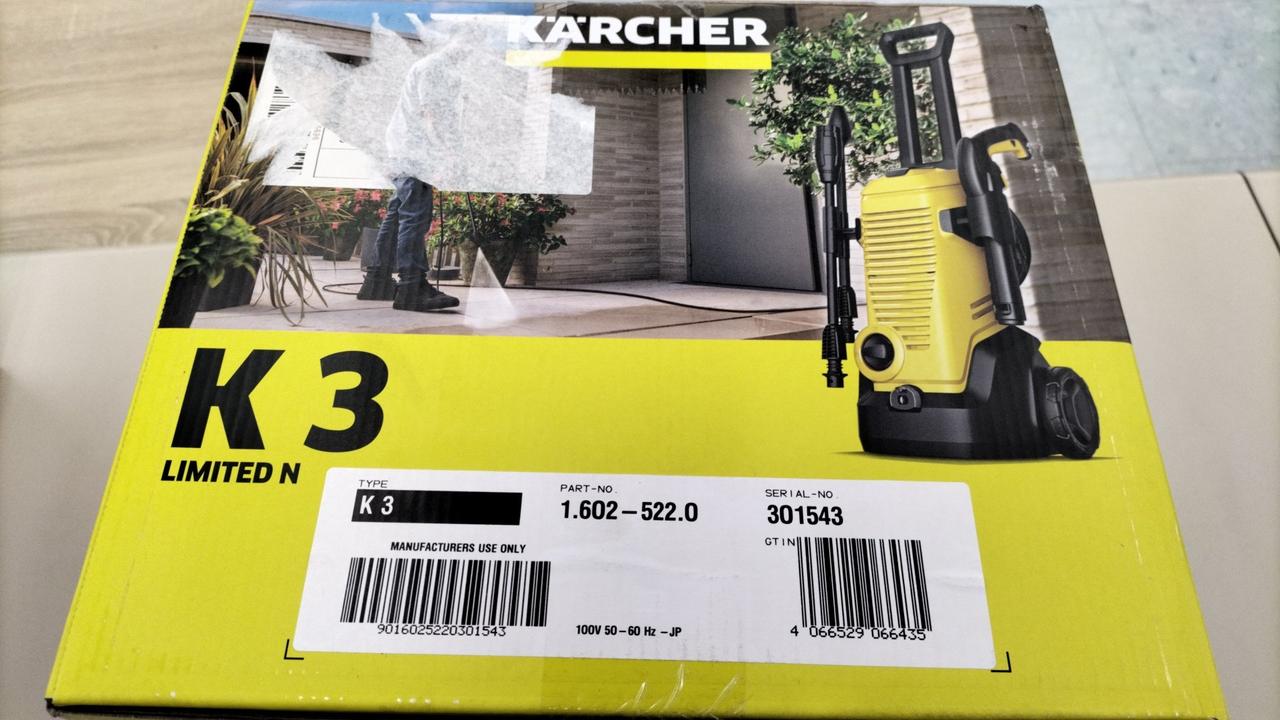 KÄRCHER
K 3
LIMITED N
TYPE
K 3
PART-NO.
1.602-522.0
SERIAL-NO.
301543
MANUFACTURERS USE ONLY
9016025220301543
100V 50-60 Hz -JP
GTIN
4 066529 066435